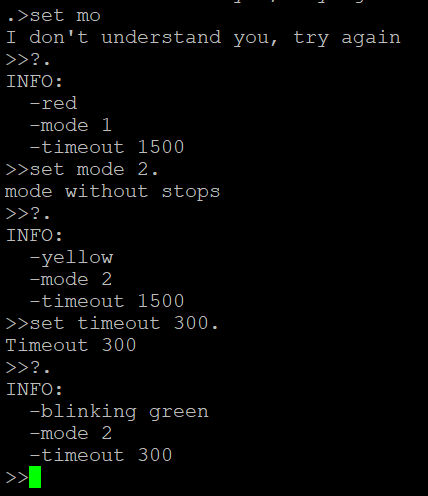 .>set mo
I don't understand you, try again
>>?.
INFO:
  -red
  -mode 1
  -timeout 1500
>>set mode 2.
mode without stops
>>?.
INFO:
  -yellow
  -mode 2
  -timeout 1500
>>set timeout 300.
Timeout 300
>>?.
INFO:
  -blinking green
  -mode 2
  -timeout 300
>>